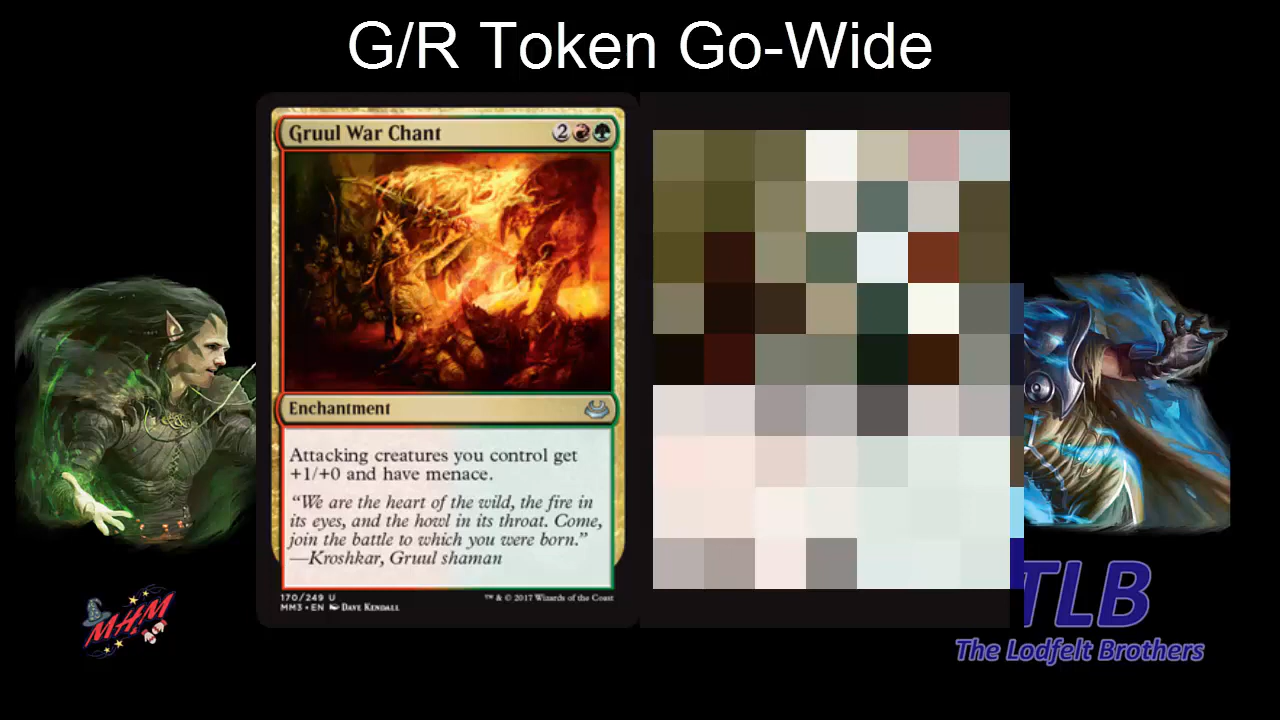 G/R Token Go-Wide
Gruul War Chant 2
Enchantment
Attacking creatures you control get
+1/+0 and have menace.
“We are the heart of the wild, the fire in
its eyes, and the howl in its throat. Come,
join the battle to which you were born.”
—Kroshkar, Gruul shaman
170/249 U
MM3 • EN Dave Kendall
™ & © 2017 Wizards of the Coast
MHM
TLB
The Lodfelt Brothers